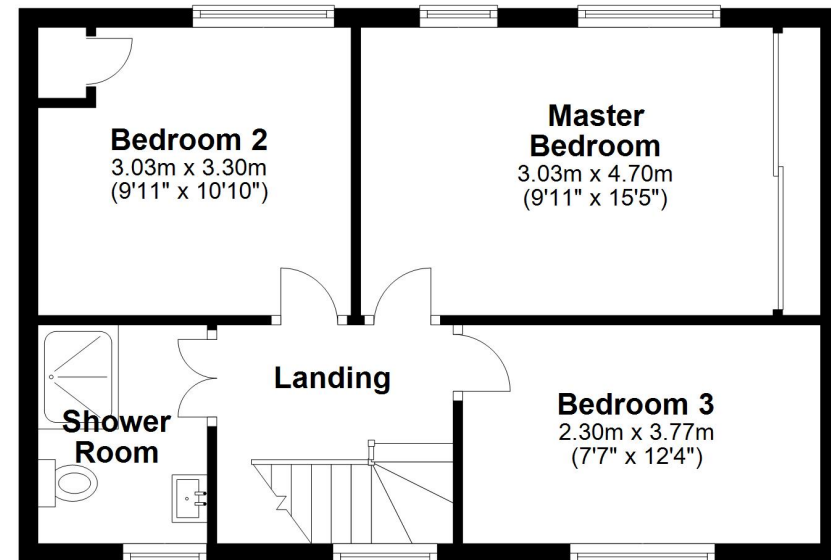 Bedroom 2
3.03m x 3.30m
(9'11" x 10'10")
Master
Bedroom
3.03m x 4.70m
(9'11" x 15'5")
Landing
Shower
Room
Bedroom 3
2.30m x 3.77m
(7'7" x 12'4")